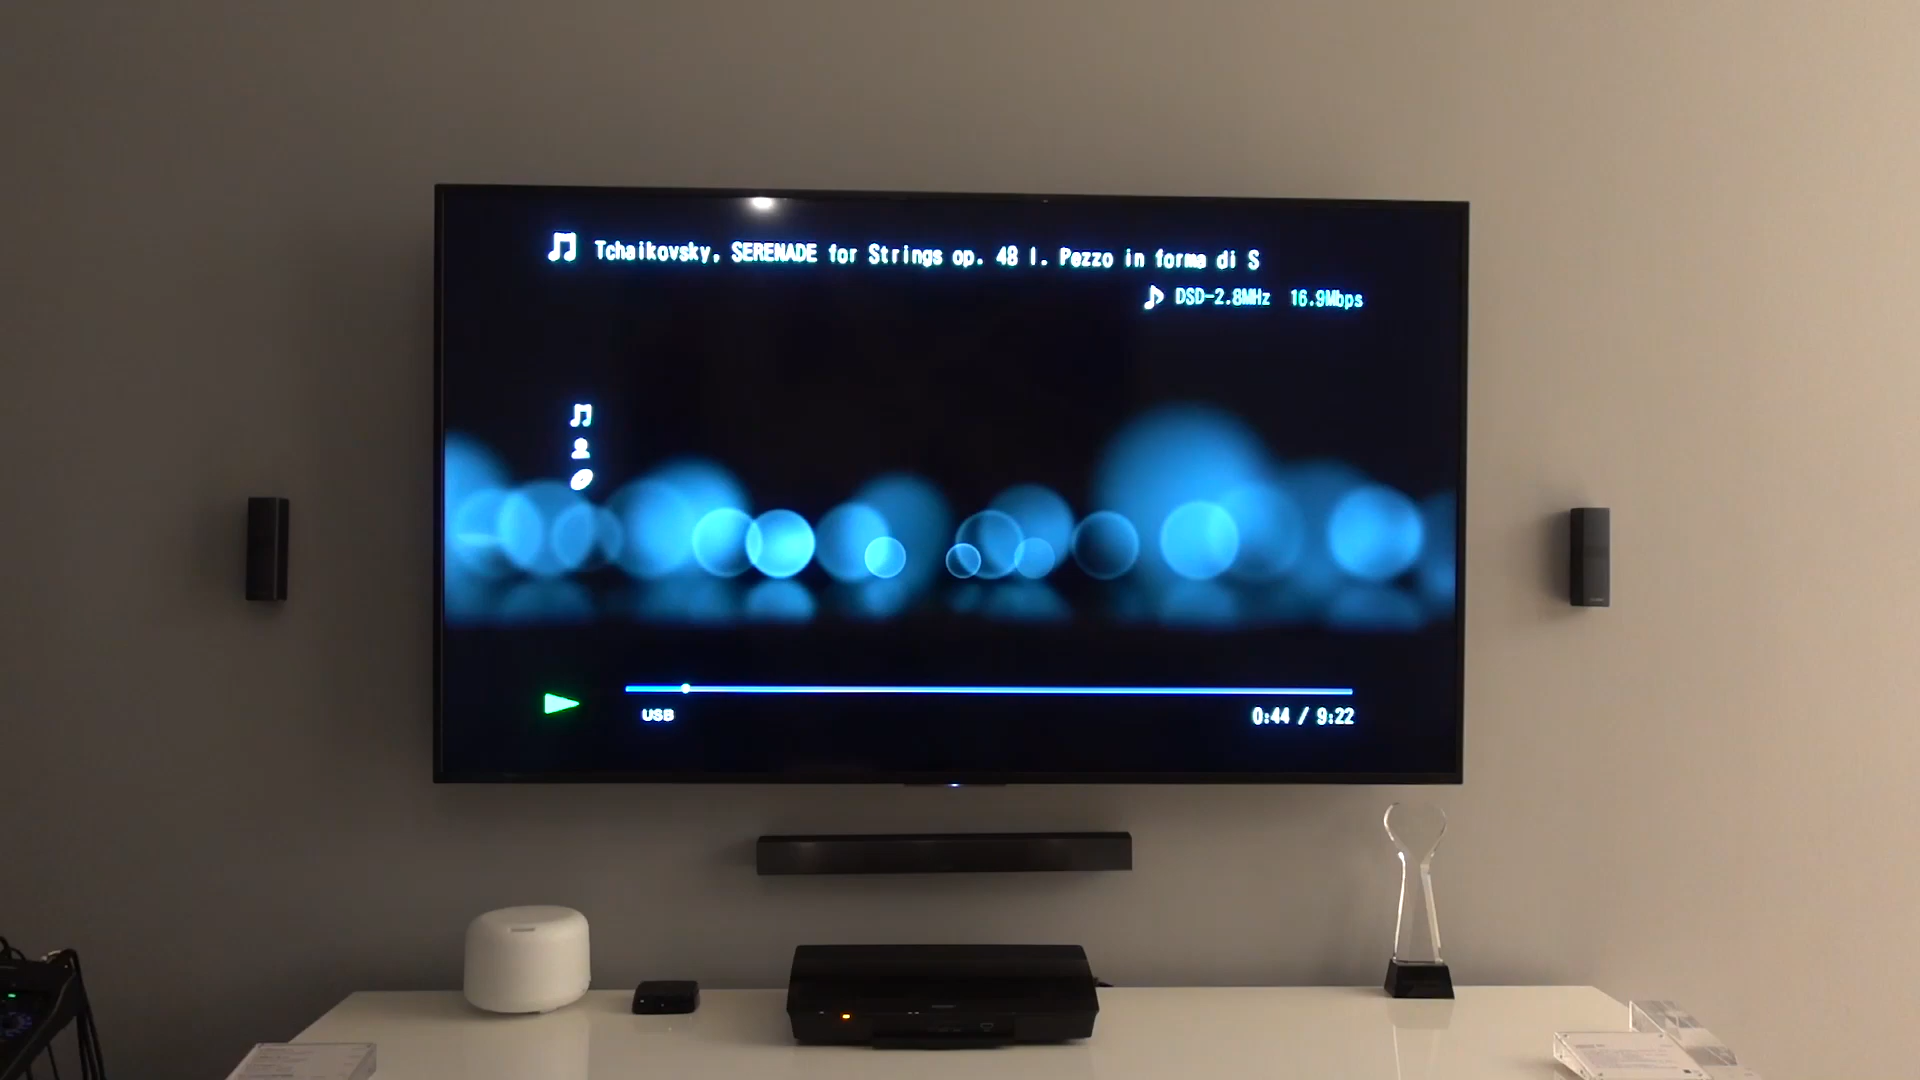 Tchaikovsky, SERENADE for Strings op. 48 I. Pezzo in forma di S
DSD-2.8MHz 16.9Mbps
USB
0:44 / 9:22